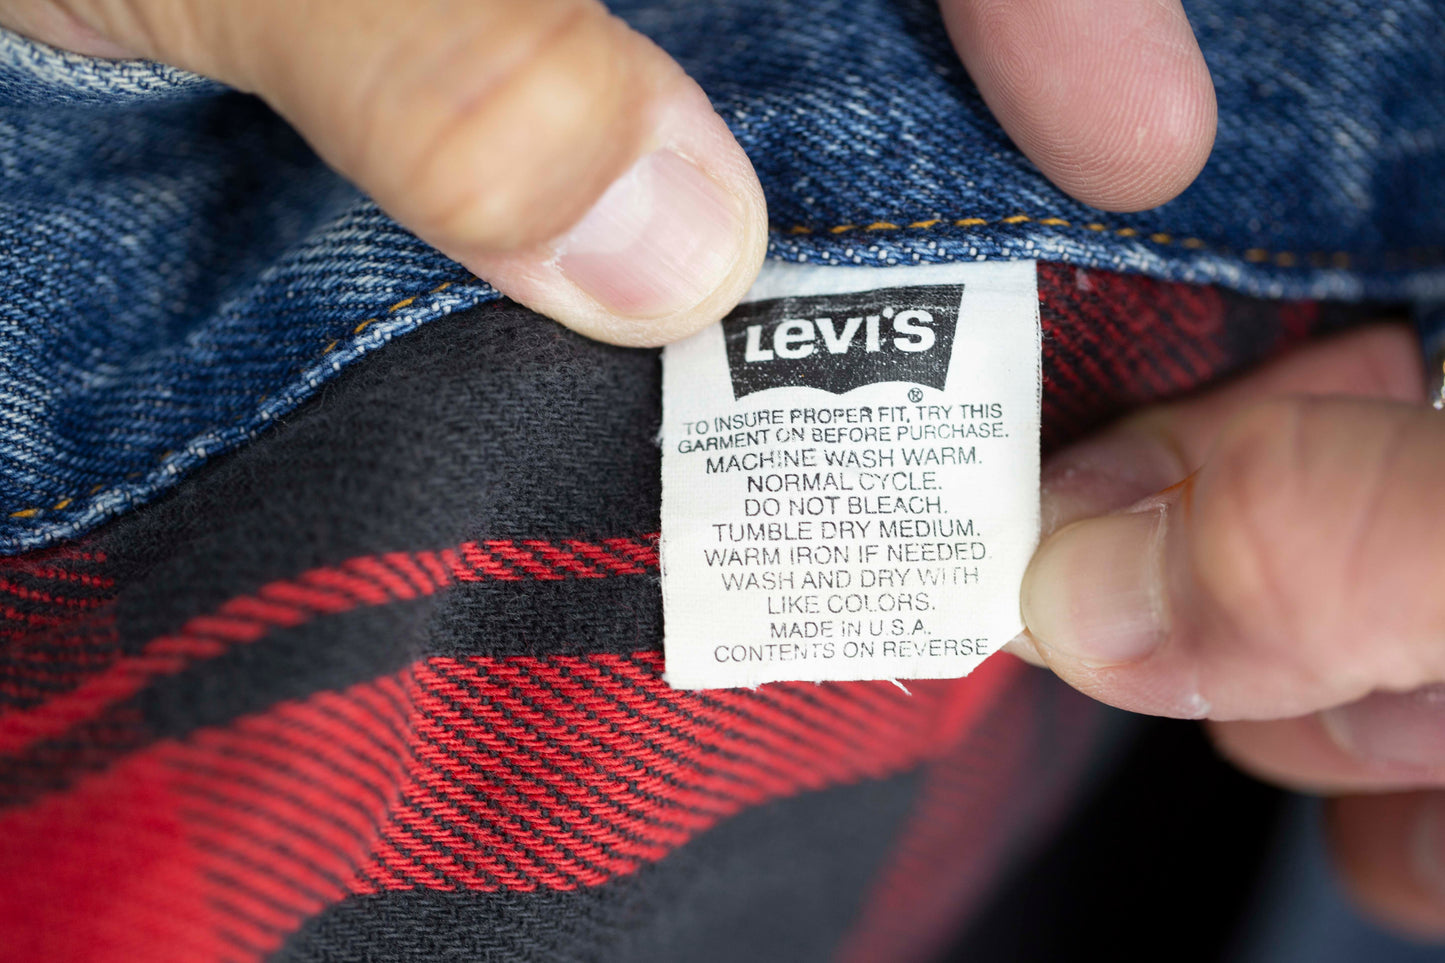 Levi's
®
TO INSURE PROPER FIT, TRY THIS
GARMENT ON BEFORE PURCHASE.
MACHINE WASH WARM.
NORMAL CYCLE.
DO NOT BLEACH.
TUMBLE DRY MEDIUM.
WARM IRON IF NEEDED.
WASH AND DRY WITH
LIKE COLORS.
MADE IN U.S.A.
CONTENTS ON REVERSE